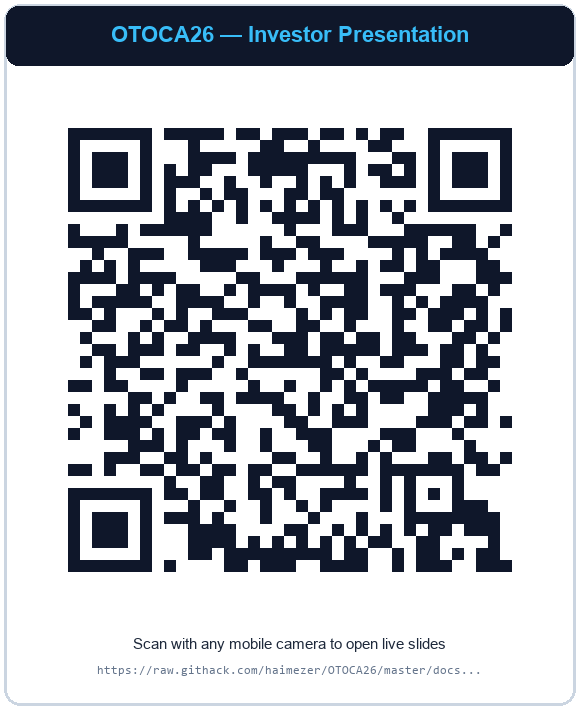 OTOCA26 — Investor Presentation
Scan with any mobile camera to open live slides
https://raw.githack.com/haimezer/OTOCA26/master/docs...